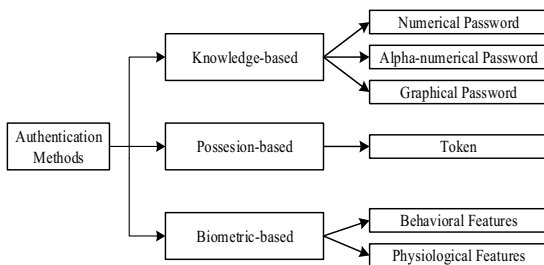 Numerical Password
Knowledge-based
Alpha-numerical Password
Graphical Password
Authentication
Methods
Possesion-based
Token
Biometric-based
Behavioral Features
Physiological Features